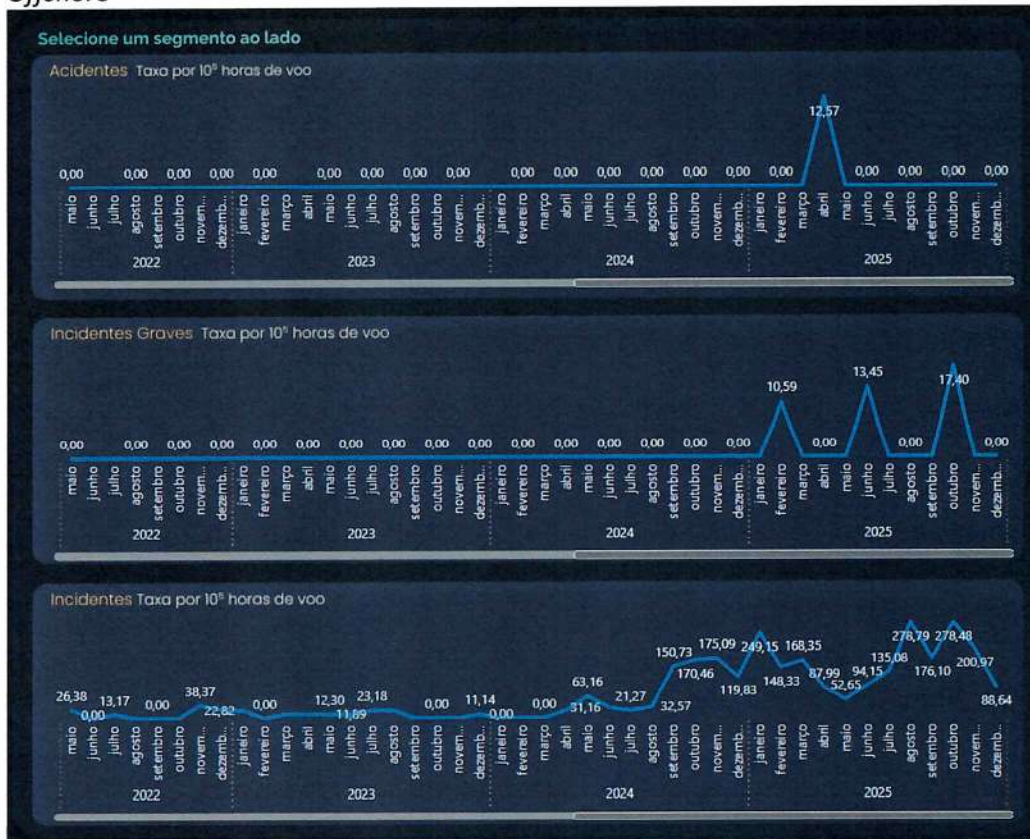 Offshore
Selecione um segmento ao lado
Acidentes Taxa por 10⁵ horas de voo
0,00 0,00 0,00 0,00 0,00 0,00 0,00 0,00 0,00 0,00 0,00 0,00 0,00 0,00 0,00 0,00 12,57 0,00 0,00 0,00 0,00
maio junho julho agosto setembro outubro novem... dezemb... janeiro fevereiro março abril maio junho julho agosto setembro outubro novem... dezemb... janeiro fevereiro março abril maio junho julho agosto setembro outubro novem... dezemb... janeiro fevereiro março abril maio junho julho agosto setembro outubro novem... dezemb...
2022 2023 2024 2025
Incidentes Graves Taxa por 10⁵ horas de voo
0,00 0,00 0,00 0,00 0,00 0,00 0,00 0,00 0,00 0,00 0,00 0,00 0,00 0,00 0,00 0,00 10,59 0,00 13,45 0,00 17,40 0,00
maio junho julho agosto setembro outubro novem... dezemb... janeiro fevereiro março abril maio junho julho agosto setembro outubro novem... dezemb... janeiro fevereiro março abril maio junho julho agosto setembro outubro novem... dezemb... janeiro fevereiro março abril maio junho julho agosto setembro outubro novem... dezemb...
2022 2023 2024 2025
Incidentes Taxa por 10⁵ horas de voo
26,38 0,00 13,17 0,00 38,37 22,82 0,00 12,30 11,89 23,18 0,00 11,14 0,00 0,00 31,16 63,16 21,27 32,57 150,73 170,46 175,09 119,83 249,15 148,33 168,35 87,99 52,65 94,15 135,08 278,79 176,10 278,48 200,97 88,64
maio junho julho agosto setembro outubro novem... dezemb... janeiro fevereiro março abril maio junho julho agosto setembro outubro novem... dezemb... janeiro fevereiro março abril maio junho julho agosto setembro outubro novem... dezemb... janeiro fevereiro março abril maio junho julho agosto setembro outubro novem... dezemb...
2022 2023 2024 2025